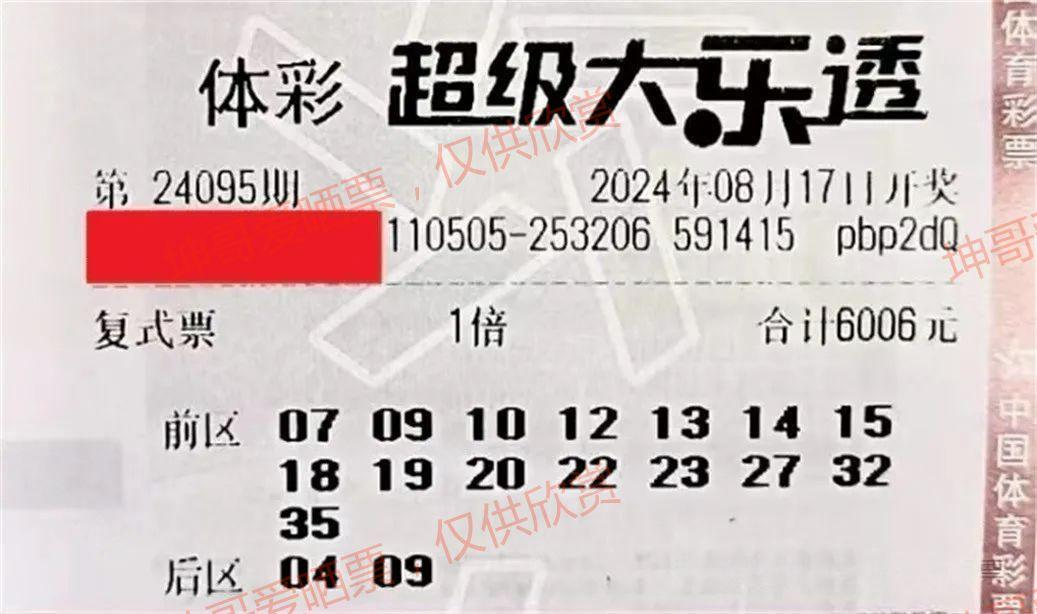 体彩 超级大乐透
第 24095期 2024年08月17日开奖
110505-253206 591415 pbp2dQ
复式票 1倍 合计6006元
前区 07 09 10 12 13 14 15
18 19 20 22 23 27 32
35
后区 04 09
坤哥爱晒票，仅供欣赏
坤哥爱晒票，仅供欣赏
坤哥
体育彩票
中国体育彩票